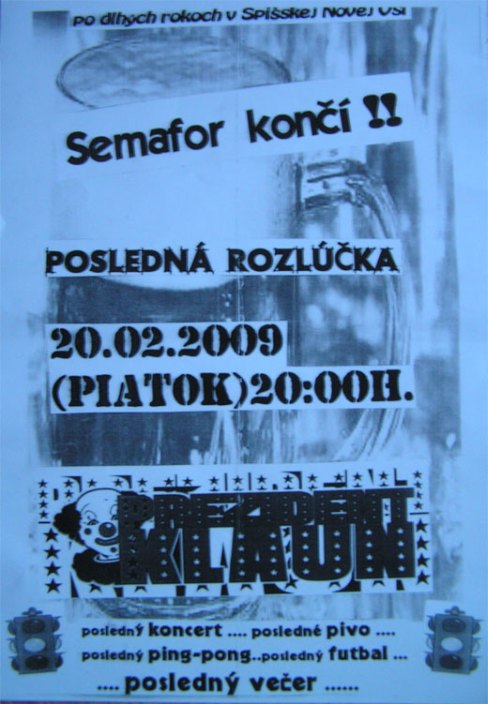 po dlhých rokoch v Spišskej Novej Vsi
Semafor končí !!
POSLEDNÁ ROZLÚČKA
20.02.2009
(PIATOK)20:00H.
PREZIDENT
KLAUN
posledný koncert .... posledné pivo ....
posledný ping-pong..posledný futbal ...
.... posledný večer ......